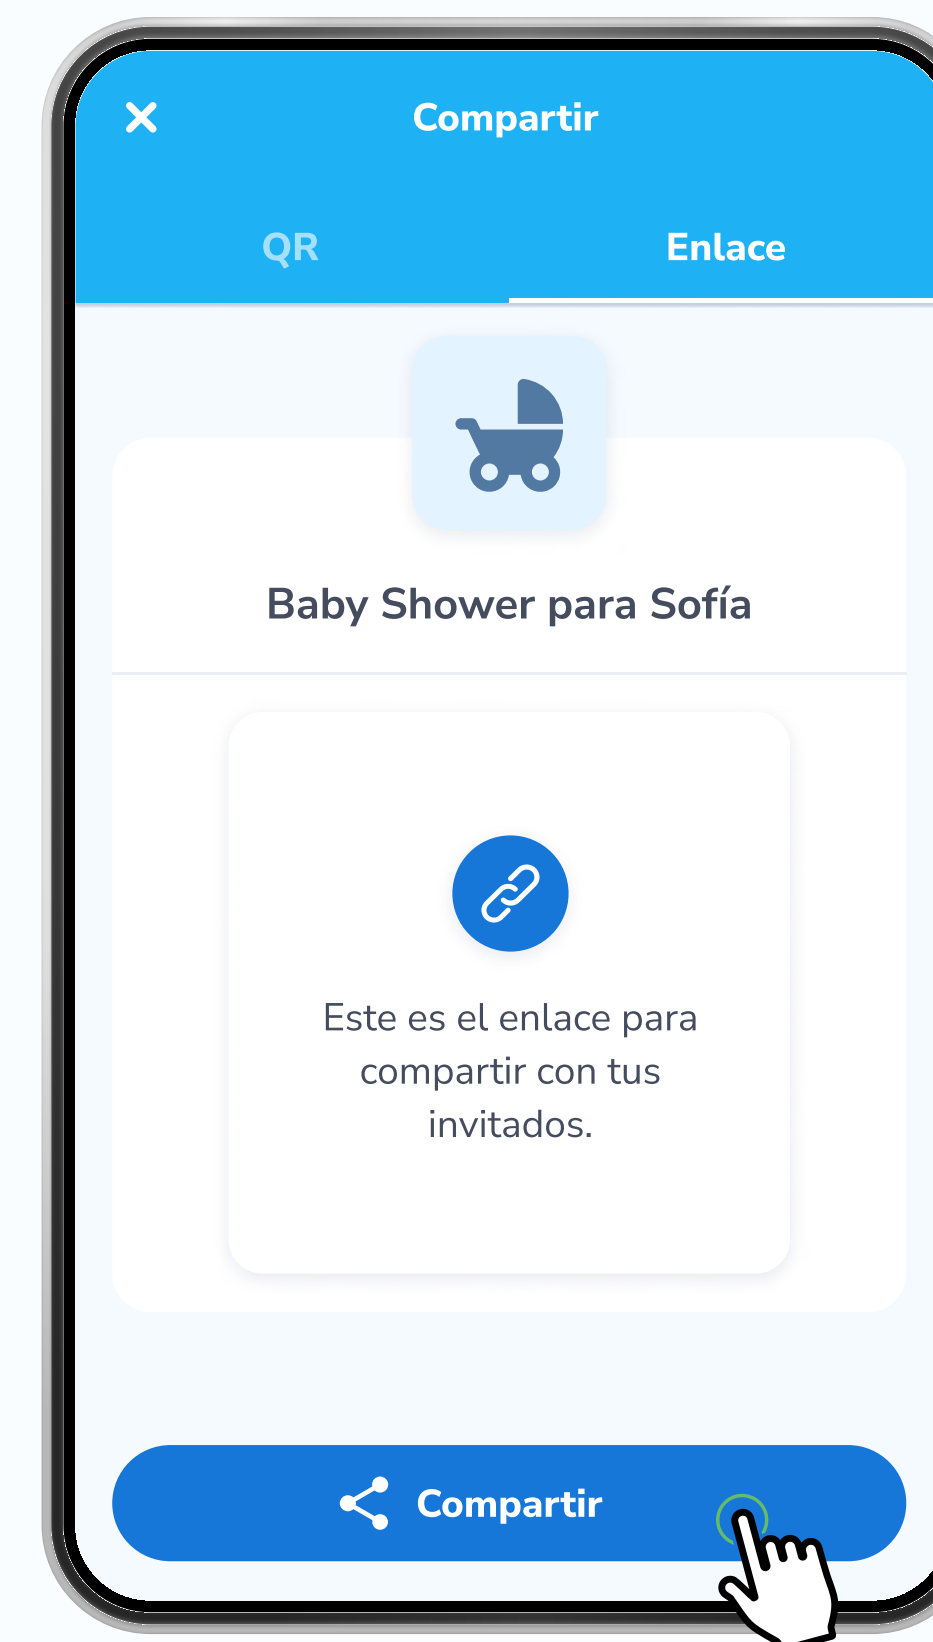 Compartir
QR
Enlace
Baby Shower para Sofía
Este es el enlace para
compartir con tus
invitados.
Compartir